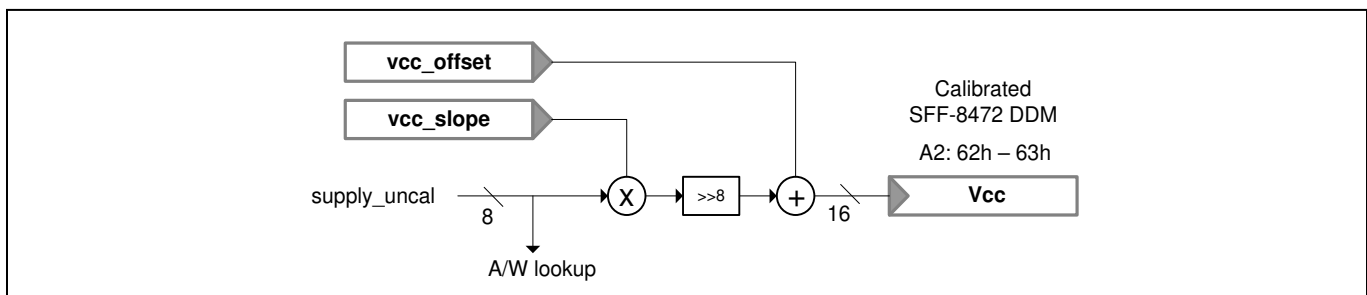 vcc_offset
vcc_slope
Calibrated
SFF-8472 DDM
A2: 62h – 63h
supply_uncal
8
X
>>8
+
16
Vcc
A/W lookup